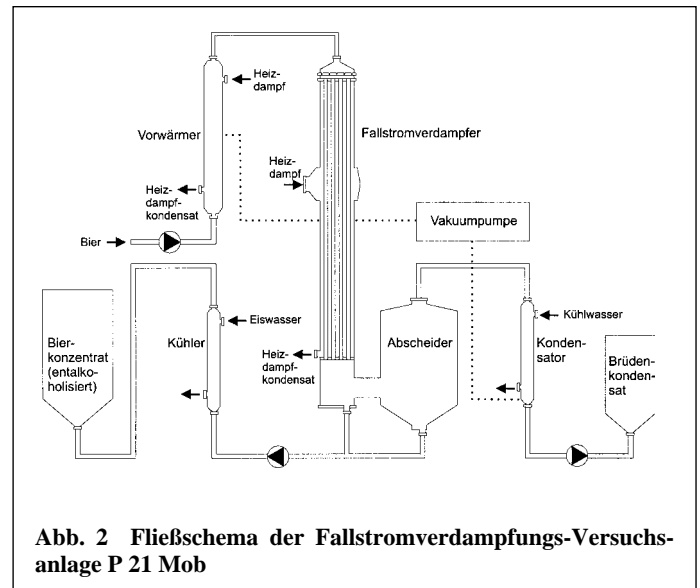 Heiz-
dampf
Vorwärmer
Fallstromverdampfer
Heiz-
dampf
Heiz-
dampf-
kondensat
Vakuumpumpe
Bier
Eiswasser
Kühlwasser
Bier-
konzentrat
(entalko-
holisiert)
Kühler
Heiz-
dampf-
kondensat
Abscheider
Konden-
sator
Brüden-
konden-
sat
Abb. 2 Fließschema der Fallstromverdampfungs-Versuchs-
anlage P 21 Mob